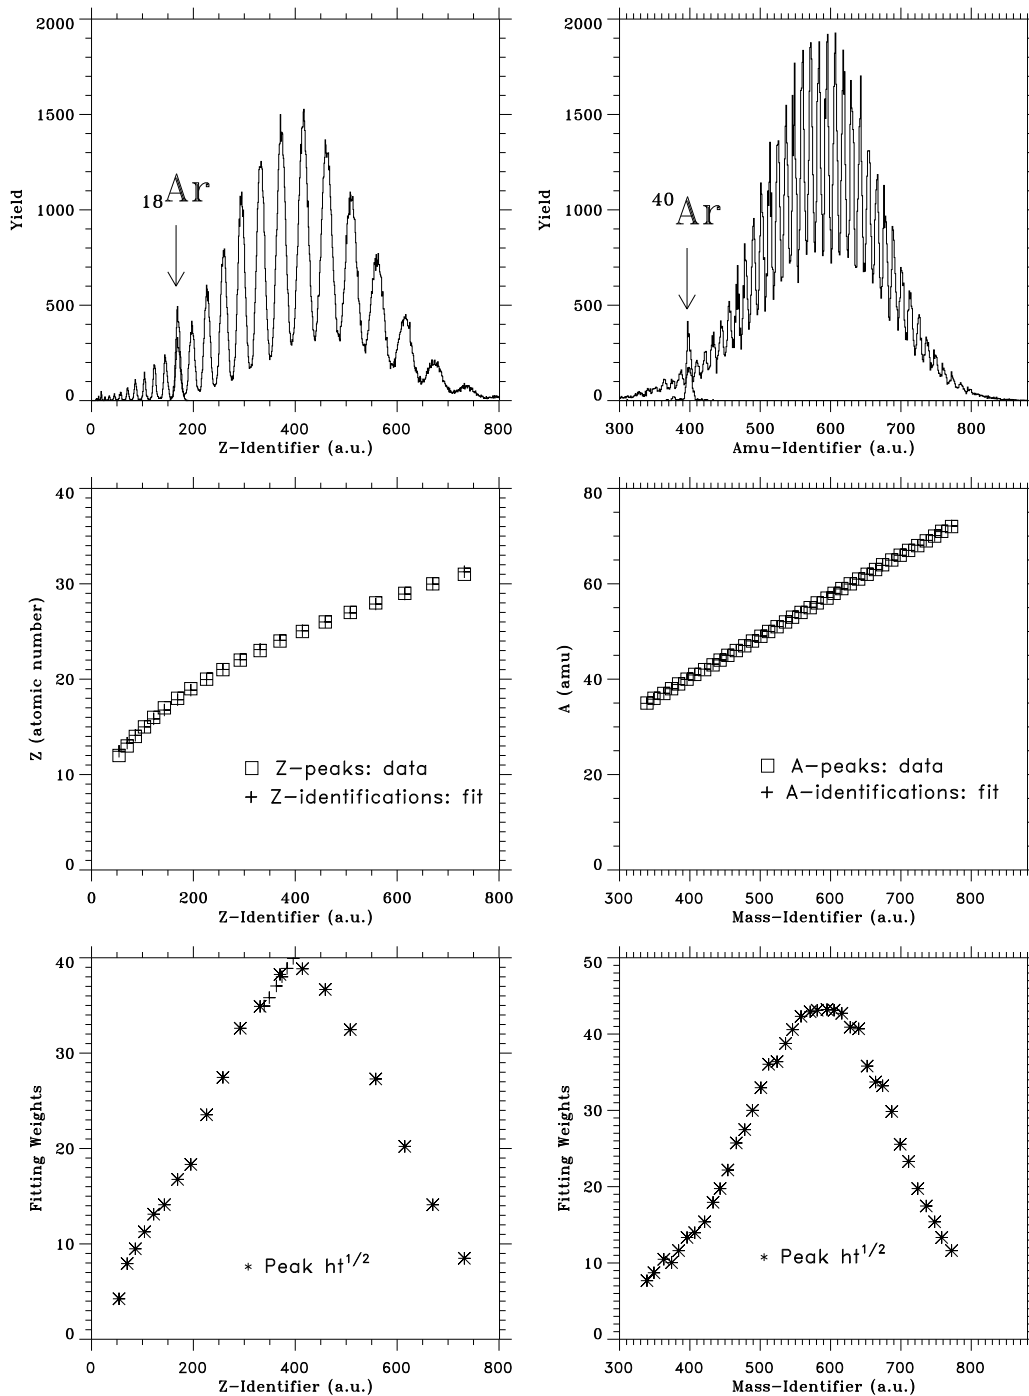 2000
1500
1000
500
0
Yield
18Ar
0 200 400 600 800
Z-Identifier (a.u.)
2000
1500
1000
500
0
Yield
40Ar
300 400 500 600 700 800
Amu-Identifier (a.u.)
40
30
20
10
0
Z (atomic number)
Z-peaks: data
Z-identifications: fit
0 200 400 600 800
Z-Identifier (a.u.)
80
60
40
20
0
A (amu)
A-peaks: data
A-identifications: fit
300 400 500 600 700 800
Mass-Identifier (a.u.)
40
30
20
10
0
Fitting Weights
* Peak ht1/2
0 200 400 600 800
Z-Identifier (a.u.)
50
40
30
20
10
0
Fitting Weights
* Peak ht1/2
300 400 500 600 700 800
Mass-Identifier (a.u.)